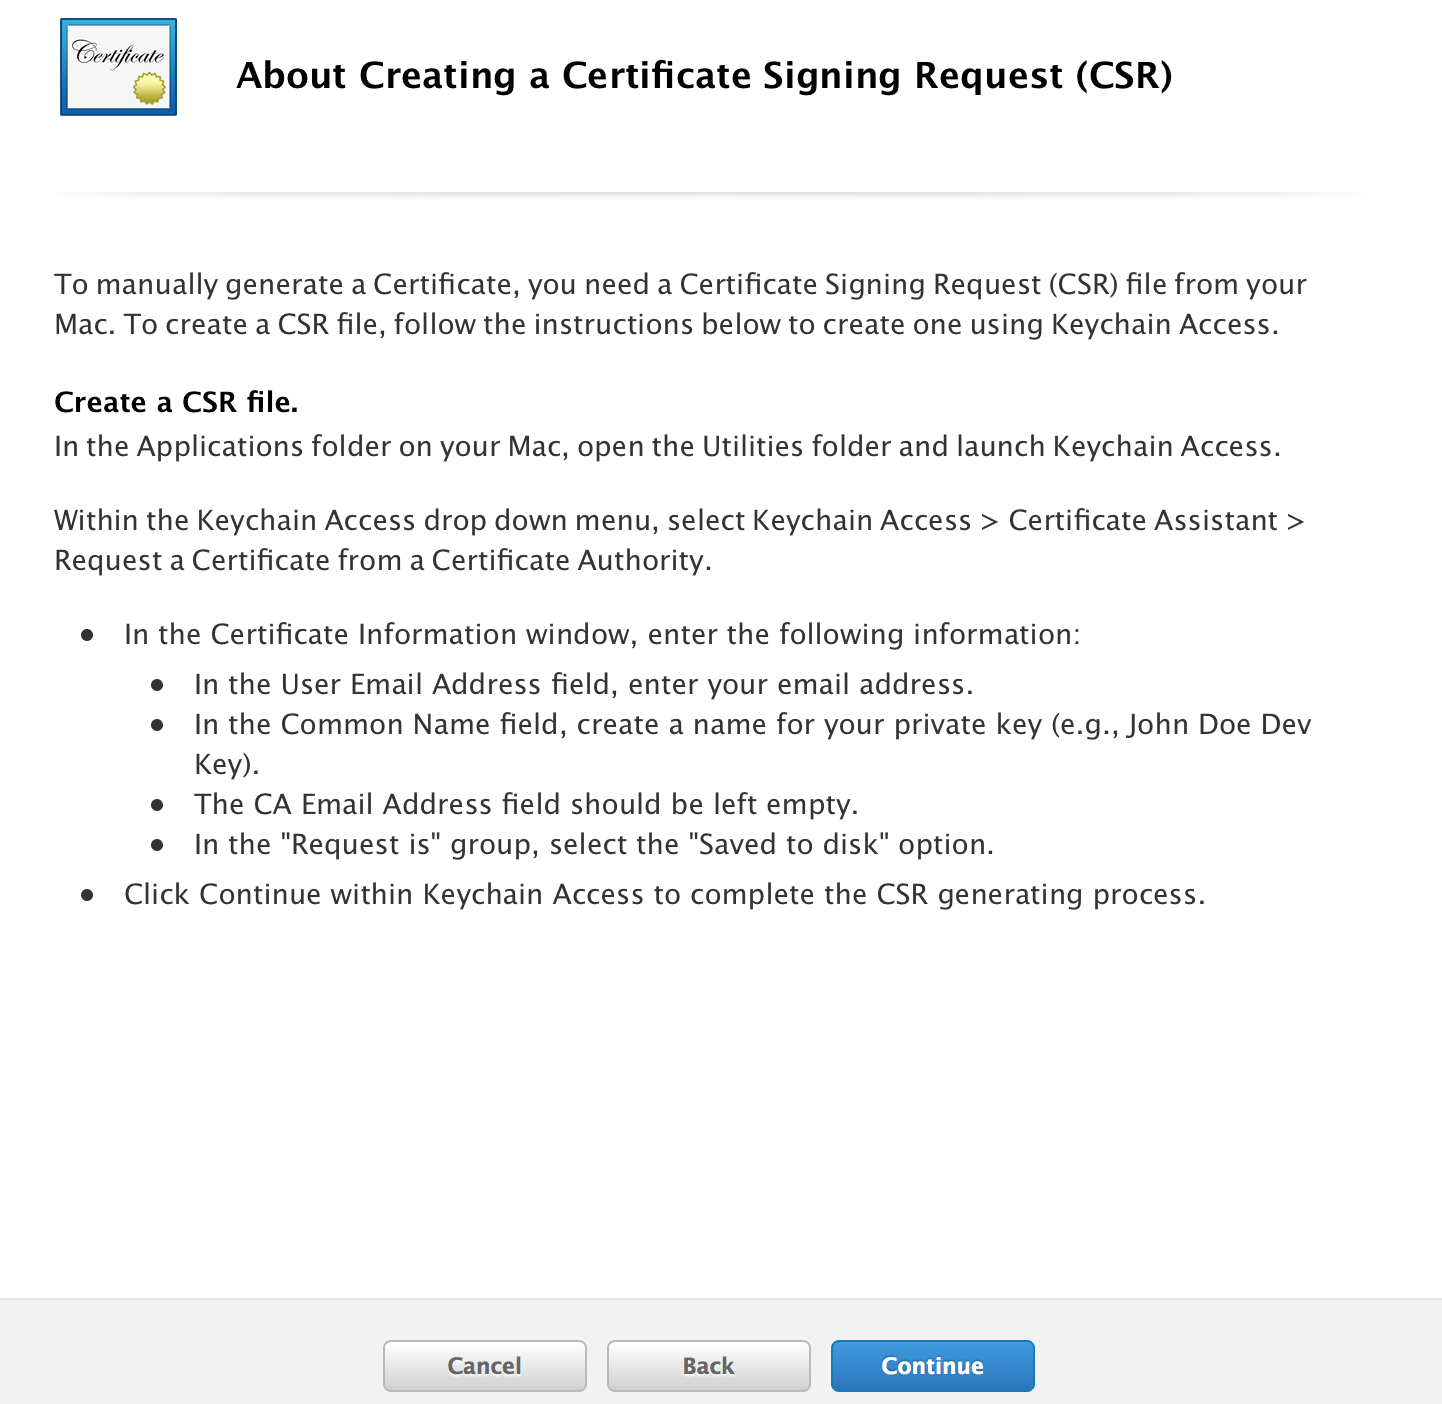 Certificate
About Creating a Certificate Signing Request (CSR)
To manually generate a Certificate, you need a Certificate Signing Request (CSR) file from your
Mac. To create a CSR file, follow the instructions below to create one using Keychain Access.
Create a CSR file.
In the Applications folder on your Mac, open the Utilities folder and launch Keychain Access.
Within the Keychain Access drop down menu, select Keychain Access > Certificate Assistant >
Request a Certificate from a Certificate Authority.
• In the Certificate Information window, enter the following information:
• In the User Email Address field, enter your email address.
• In the Common Name field, create a name for your private key (e.g., John Doe Dev
Key).
• The CA Email Address field should be left empty.
• In the "Request is" group, select the "Saved to disk" option.
• Click Continue within Keychain Access to complete the CSR generating process.
Cancel
Back
Continue